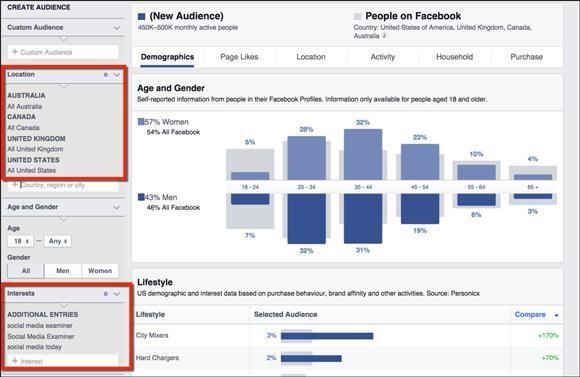 CREATE AUDIENCE
Custom Audience
+ Custom Audience
Location
AUSTRALIA
All Australia
CANADA
All Canada
UNITED KINGDOM
All United Kingdom
UNITED STATES
All United States
+ Country, region or city
Age and Gender
Age
18 — Any
Gender
All Men Women
Interests
ADDITIONAL ENTRIES
social media examiner
Social Media Examiner
social media today
+ Interest
(New Audience)
450K–500K monthly active people
People on Facebook
Country: United States of America, United Kingdom, Canada,
Australia
Demographics Page Likes Location Activity Household Purchase
Age and Gender
Self-reported information from people in their Facebook Profiles. Information only available for people aged 18 and older.
57% Women
54% All Facebook
5% 28% 32% 23% 10% 4%
18 - 24 25 - 34 35 - 44 45 - 54 55 - 64 65 +
43% Men
46% All Facebook
7% 32% 31% 19% 8% 3%
Lifestyle
US demographic and interest data based on purchase behaviour, brand affinity and other activities. Source: Personicx
Lifestyle Selected Audience Compare
City Mixers 3% +170%
Hard Chargers 2% +70%